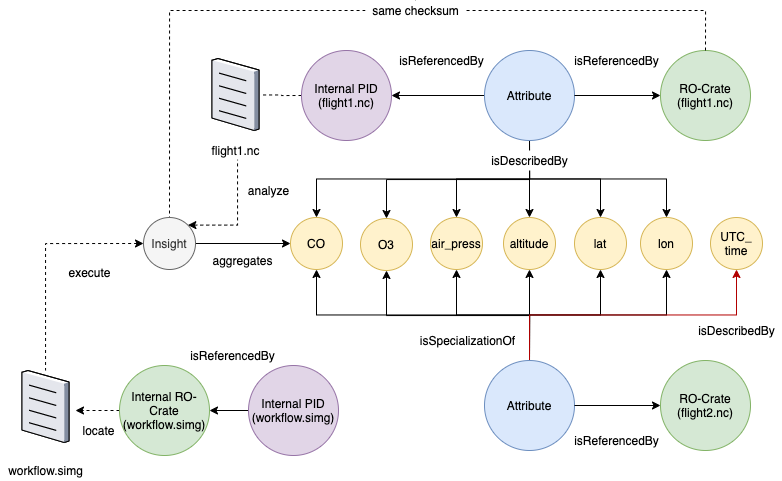 same checksum
isReferencedBy
isReferencedBy
Internal PID
(flight1.nc)
Attribute
RO-Crate
(flight1.nc)
flight1.nc
isDescribedBy
analyze
Insight
aggregates
CO
O3
air_press
altitude
lat
lon
UTC_
time
execute
isSpecializationOf
isDescribedBy
isReferencedBy
Internal RO-
Crate
(workflow.simg)
Internal PID
(workflow.simg)
Attribute
RO-Crate
(flight2.nc)
locate
isReferencedBy
workflow.simg